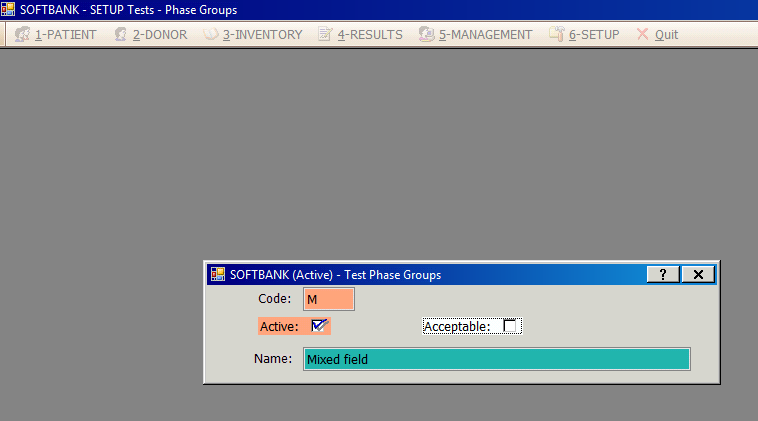 SOFTBANK - SETUP Tests - Phase Groups
1-PATIENT 2-DONOR 3-INVENTORY 4-RESULTS 5-MANAGEMENT 6-SETUP Quit
SOFTBANK (Active) - Test Phase Groups ?
Code: M
Active: Acceptable:
Name: Mixed field